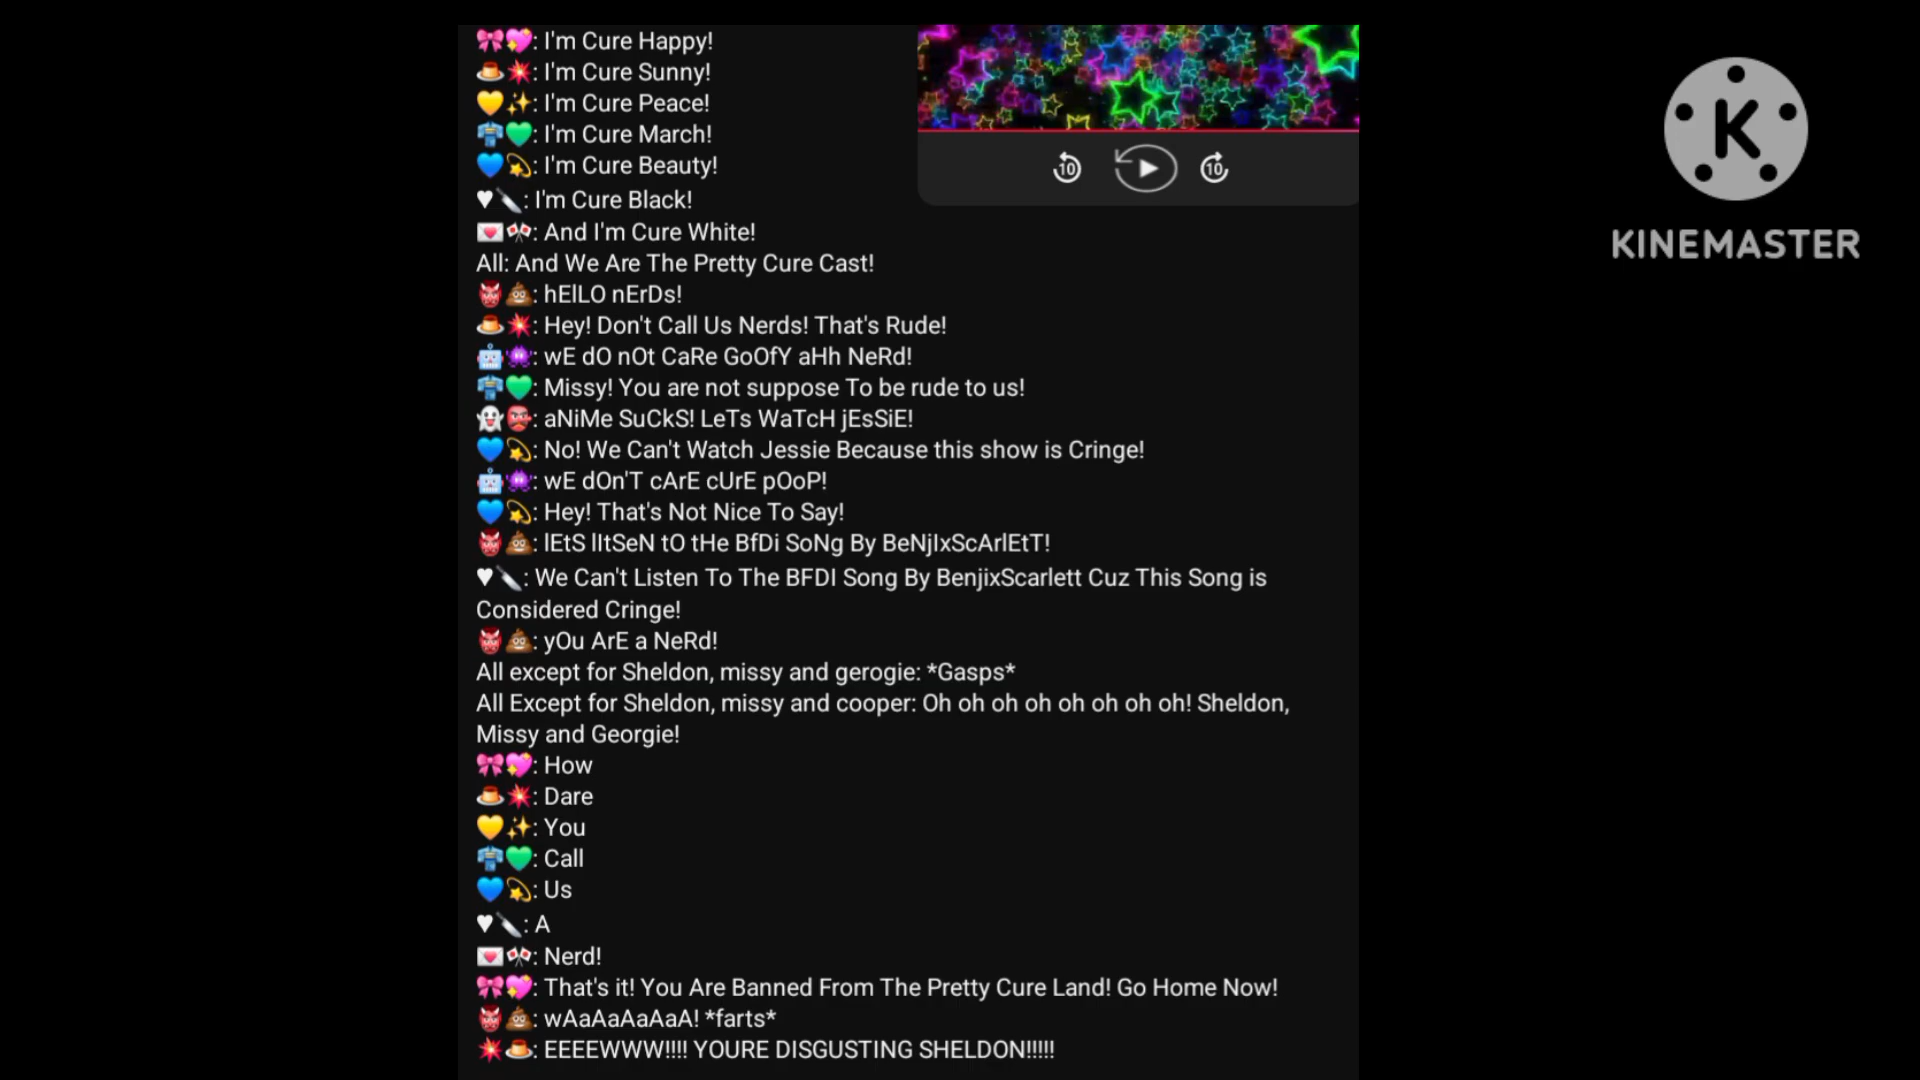 🎀💖: I'm Cure Happy!
🍮💥: I'm Cure Sunny!
💛✨: I'm Cure Peace!
👘💚: I'm Cure March!
💙💫: I'm Cure Beauty!
♥🔪: I'm Cure Black!
💌🎌: And I'm Cure White!
All: And We Are The Pretty Cure Cast!
👹💩: hElLO nErDs!
🍮💥: Hey! Don't Call Us Nerds! That's Rude!
🤖👾: wE dO nOt CaRe GoOfY aHh NeRd!
👘💚: Missy! You are not suppose To be rude to us!
👻👺: aNiMe SuCkS! LeTs WaTcH jEsSiE!
💙💫: No! We Can't Watch Jessie Because this show is Cringe!
🤖👾: wE dOn'T cArE cUrE pOoP!
💙💫: Hey! That's Not Nice To Say!
👹💩: lEtS lItSeN tO tHe BfDi SoNg By BeNjIxScArlEtT!
♥🔪: We Can't Listen To The BFDI Song By BenjixScarlett Cuz This Song is
Considered Cringe!
👹💩: yOu ArE a NeRd!
All except for Sheldon, missy and gerogie: *Gasps*
All Except for Sheldon, missy and cooper: Oh oh oh oh oh oh oh oh! Sheldon,
Missy and Georgie!
🎀💖: How
🍮💥: Dare
💛✨: You
👘💚: Call
💙💫: Us
♥🔪: A
💌🎌: Nerd!
🎀💖: That's it! You Are Banned From The Pretty Cure Land! Go Home Now!
👹💩: wAaAaAaAaA! *farts*
💥🍮: EEEEWWW!!!! YOURE DISGUSTING SHELDON!!!!!
10
10
K
KINEMASTER